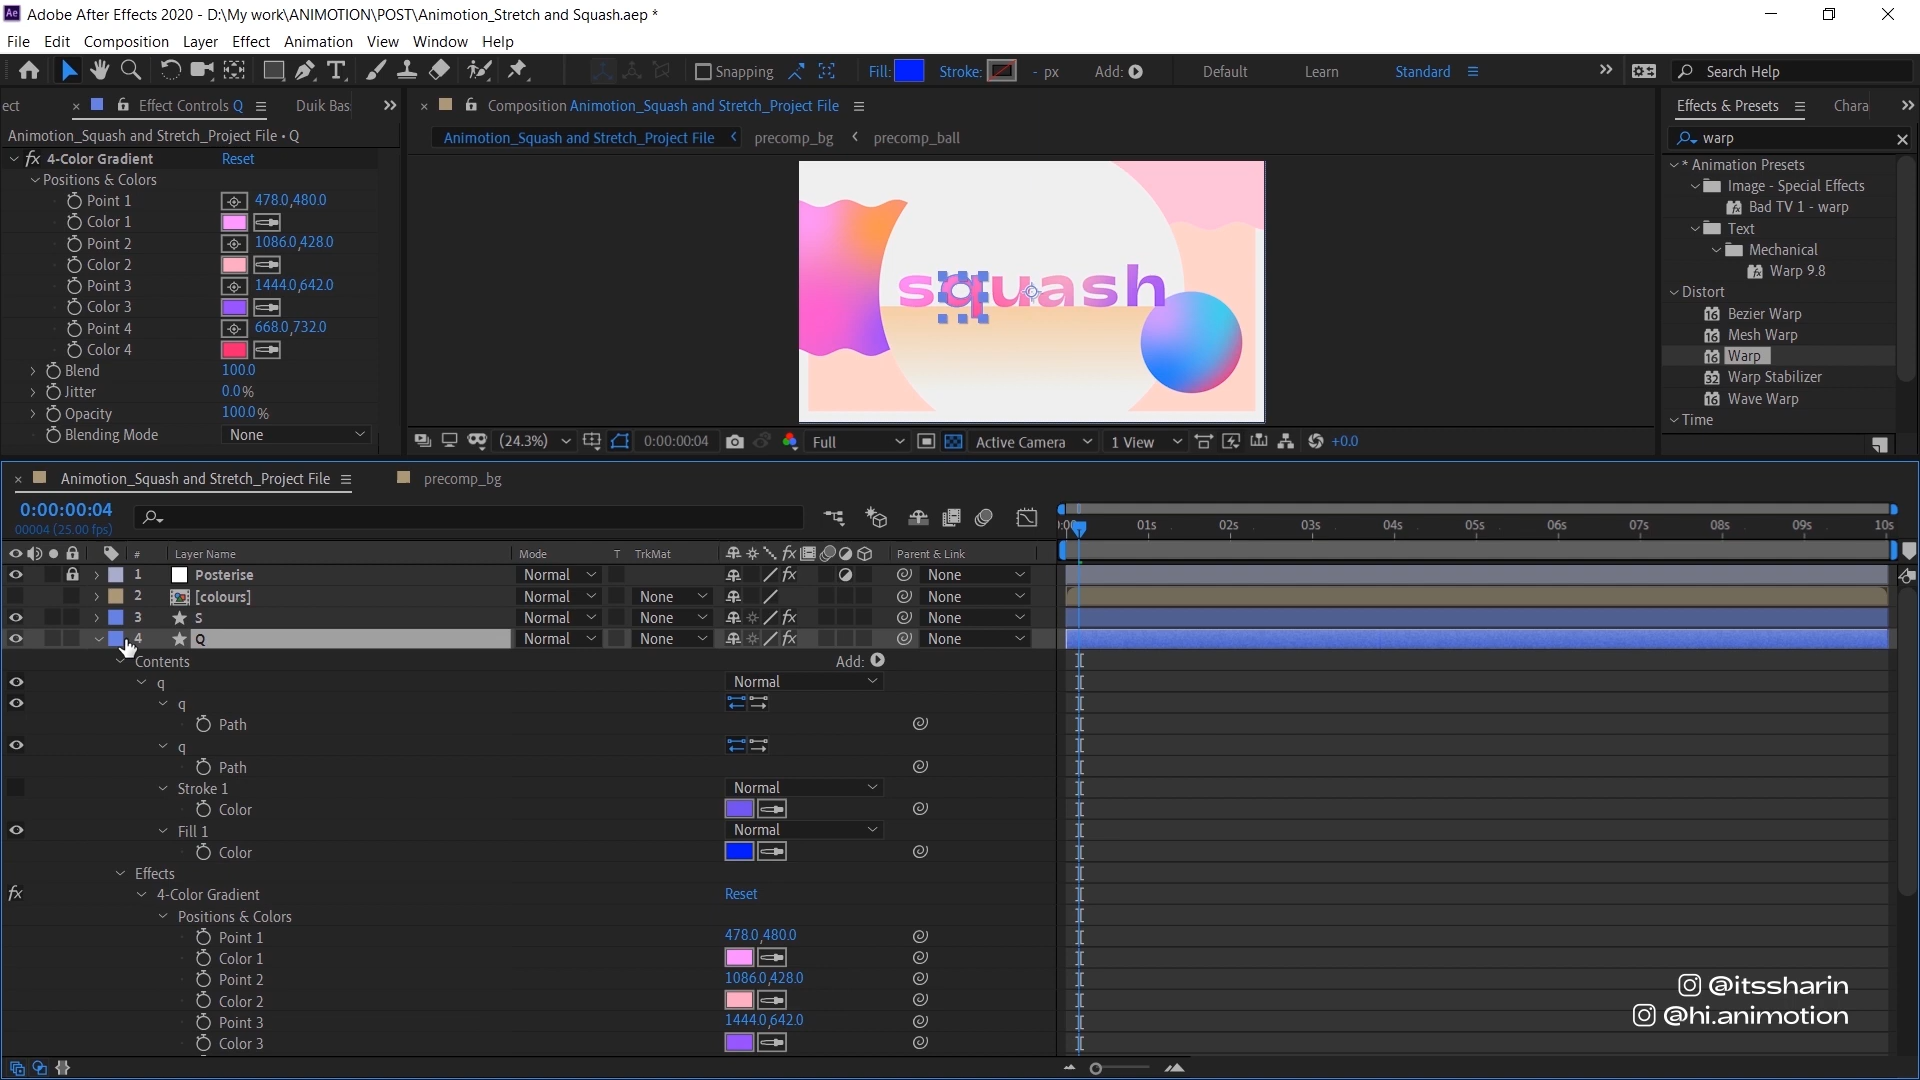 Adobe After Effects 2020 - D:\My work\ANIMOTION\POST\Animotion_Stretch and Squash.aep *
File Edit Composition Layer Effect Animation View Window Help
Snapping Fill: Stroke: - px Add: Default Learn Standard Search Help
ect Effect Controls Q Duik Bas
Composition Animotion_Squash and Stretch_Project File
Effects & Presets Chara
Animotion_Squash and Stretch_Project File • Q
Animotion_Squash and Stretch_Project File precomp_bg precomp_ball
warp
fx 4-Color Gradient Reset
Positions & Colors
Point 1 478.0,480.0
Color 1
Point 2 1086.0,428.0
Color 2
Point 3 1444.0,642.0
Color 3
Point 4 668.0,732.0
Color 4
Blend 100.0
Jitter 0.0%
Opacity 100.0%
Blending Mode None
squash
* Animation Presets
Image - Special Effects
Bad TV 1 - warp
Text
Mechanical
Warp 9.8
Distort
Bezier Warp
Mesh Warp
Warp
Warp Stabilizer
Wave Warp
Time
(24.3%) 0:00:00:04 Full Active Camera 1 View +0.0
Animotion_Squash and Stretch_Project File precomp_bg
0:00:00:04
00004 (25.00 fps)
01s 02s 03s 04s 05s 06s 07s 08s 09s 10s
# Layer Name Mode T TrkMat Parent & Link
1 Posterise Normal None
2 [colours] Normal None None
3 S Normal None None
4 Q Normal None None
Contents Add:
q Normal
q
Path
q
Path
Stroke 1 Normal
Color
Fill 1 Normal
Color
Effects
fx 4-Color Gradient Reset
Positions & Colors
Point 1 478.0,480.0
Color 1
Point 2 1086.0,428.0
Color 2
Point 3 1444.0,642.0
Color 3
@itssharin
@hi.animotion